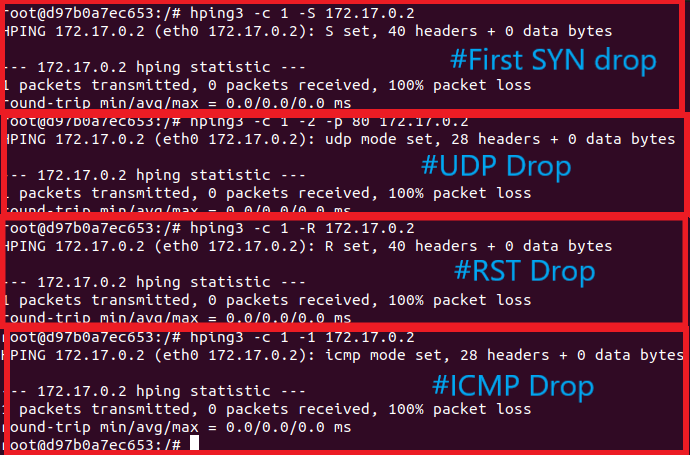 root@d97b0a7ec653:/# hping3 -c 1 -S 172.17.0.2
HPING 172.17.0.2 (eth0 172.17.0.2): S set, 40 headers + 0 data bytes
#First SYN drop
--- 172.17.0.2 hping statistic ---
1 packets transmitted, 0 packets received, 100% packet loss
round-trip min/avg/max = 0.0/0.0/0.0 ms
root@d97b0a7ec653:/# hping3 -c 1 -2 -p 80 172.17.0.2
HPING 172.17.0.2 (eth0 172.17.0.2): udp mode set, 28 headers + 0 data bytes
#UDP Drop
--- 172.17.0.2 hping statistic ---
1 packets transmitted, 0 packets received, 100% packet loss
round-trip min/avg/max = 0.0/0.0/0.0 ms
root@d97b0a7ec653:/# hping3 -c 1 -R 172.17.0.2
HPING 172.17.0.2 (eth0 172.17.0.2): R set, 40 headers + 0 data bytes
#RST Drop
--- 172.17.0.2 hping statistic ---
1 packets transmitted, 0 packets received, 100% packet loss
round-trip min/avg/max = 0.0/0.0/0.0 ms
root@d97b0a7ec653:/# hping3 -c 1 -1 172.17.0.2
HPING 172.17.0.2 (eth0 172.17.0.2): icmp mode set, 28 headers + 0 data bytes
#ICMP Drop
--- 172.17.0.2 hping statistic ---
1 packets transmitted, 0 packets received, 100% packet loss
round-trip min/avg/max = 0.0/0.0/0.0 ms
root@d97b0a7ec653:/#